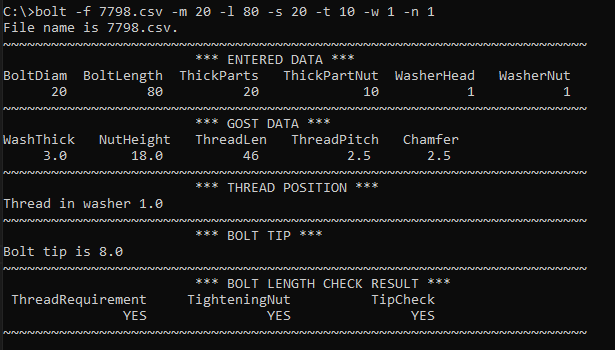 C:\>bolt -f 7798.csv -m 20 -l 80 -s 20 -t 10 -w 1 -n 1
File name is 7798.csv.
~~~~~~~~~~~~~~~~~~~~~~~~~~~~~~~~~~~~~~~~~~~~~~~~~~~~~~~~~~~~~~~~~~~~~~~~~
*** ENTERED DATA ***
BoltDiam BoltLength ThickParts ThickPartNut WasherHead WasherNut
20 80 20 10 1 1
~~~~~~~~~~~~~~~~~~~~~~~~~~~~~~~~~~~~~~~~~~~~~~~~~~~~~~~~~~~~~~~~~~~~~~~~~
*** GOST DATA ***
WashThick NutHeight ThreadLen ThreadPitch Chamfer
3.0 18.0 46 2.5 2.5
~~~~~~~~~~~~~~~~~~~~~~~~~~~~~~~~~~~~~~~~~~~~~~~~~~~~~~~~~~~~~~~~~~~~~~~~~
*** THREAD POSITION ***
Thread in washer 1.0
~~~~~~~~~~~~~~~~~~~~~~~~~~~~~~~~~~~~~~~~~~~~~~~~~~~~~~~~~~~~~~~~~~~~~~~~~
*** BOLT TIP ***
Bolt tip is 8.0
~~~~~~~~~~~~~~~~~~~~~~~~~~~~~~~~~~~~~~~~~~~~~~~~~~~~~~~~~~~~~~~~~~~~~~~~~
*** BOLT LENGTH CHECK RESULT ***
ThreadRequirement TighteningNut TipCheck
YES YES YES
~~~~~~~~~~~~~~~~~~~~~~~~~~~~~~~~~~~~~~~~~~~~~~~~~~~~~~~~~~~~~~~~~~~~~~~~~